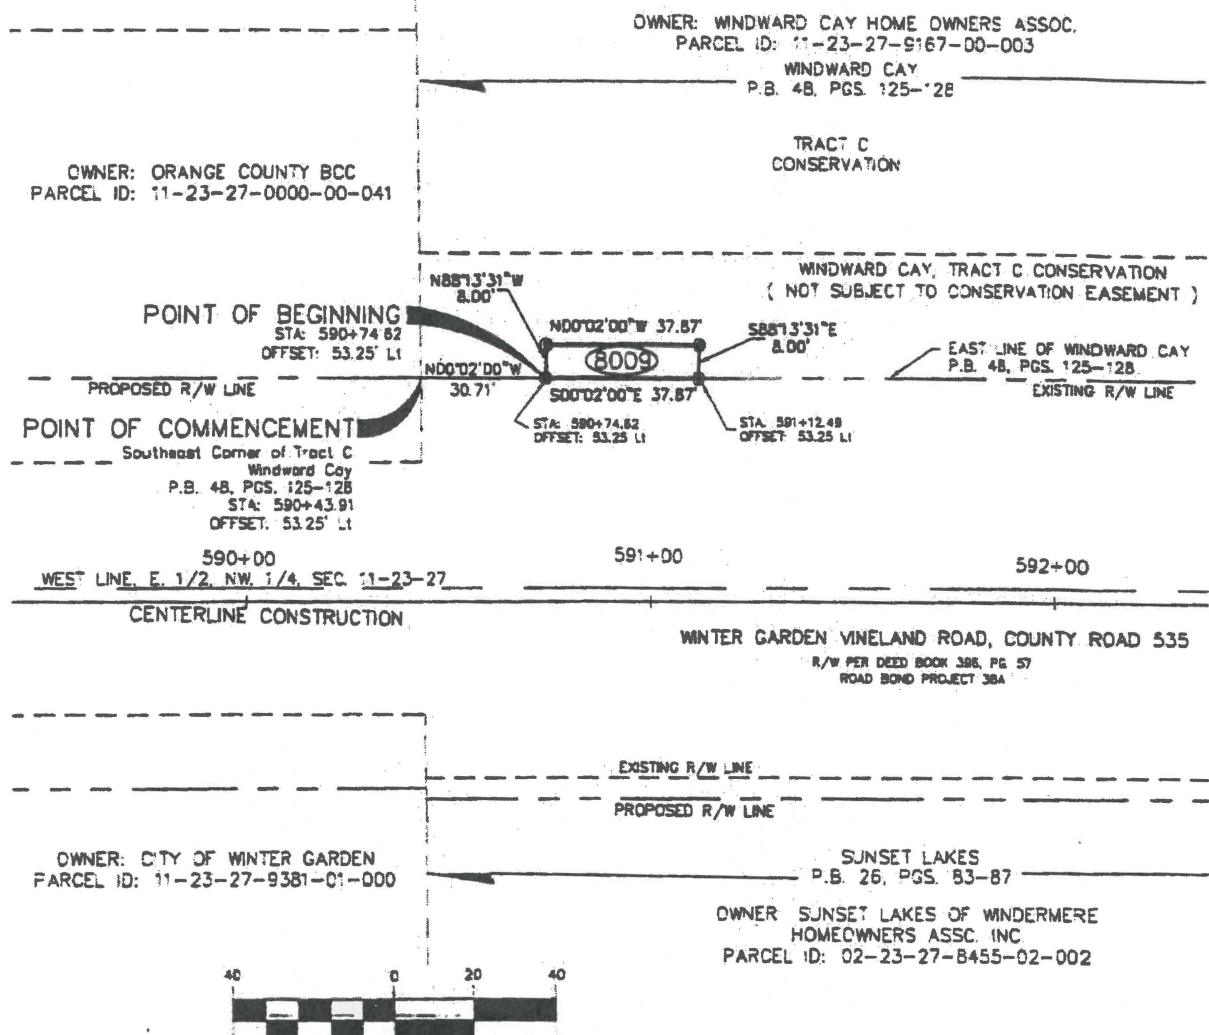 OWNER: WINDWARD CAY HOME OWNERS ASSOC.
PARCEL ID: 11-23-27-9167-00-003
WINDWARD CAY
P.B. 48, PGS. 125-128
TRACT C
CONSERVATION
OWNER: ORANGE COUNTY BCC
PARCEL ID: 11-23-27-0000-00-041
WINDWARD CAY, TRACT C CONSERVATION
( NOT SUBJECT TO CONSERVATION EASEMENT )
N88°13'31"W
8.00'
POINT OF BEGINNING
STA: 590+74.62
OFFSET: 53.25' Lt
N00°02'00"W 37.87'
S88°13'31"E
8.00'
8009
EAST LINE OF WINDWARD CAY
P.B. 48, PGS. 125-128
N00°02'00"W
30.71'
S00°02'00"E 37.87'
PROPOSED R/W LINE
EXISTING R/W LINE
POINT OF COMMENCEMENT
Southeast Corner of Tract C
Windward Cay
P.B. 48, PGS. 125-128
STA: 590+43.91
OFFSET: 53.25' Lt
STA: 590+74.62
OFFSET: 53.25 Lt
STA: 591+12.49
OFFSET: 53.25 Lt
590+00
591+00
592+00
WEST LINE, E. 1/2, NW. 1/4, SEC. 11-23-27
CENTERLINE CONSTRUCTION
WINTER GARDEN VINELAND ROAD, COUNTY ROAD 535
R/W PER DEED BOOK 396, PG 57
ROAD BOND PROJECT 38A
EXISTING R/W LINE
PROPOSED R/W LINE
OWNER: CITY OF WINTER GARDEN
PARCEL ID: 11-23-27-9381-01-000
SUNSET LAKES
P.B. 26, PGS. 83-87
OWNER SUNSET LAKES OF WINDERMERE
HOMEOWNERS ASSC. INC
PARCEL ID: 02-23-27-8455-02-002
40 0 20 40